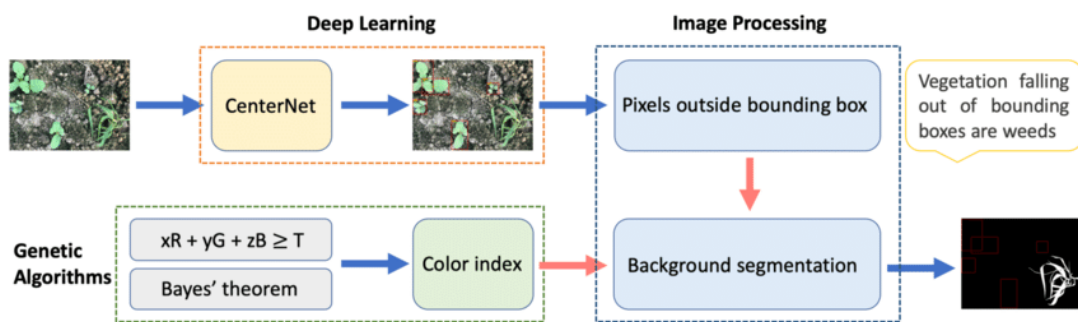 Deep Learning
Image Processing
CenterNet
Pixels outside bounding box
Vegetation falling
out of bounding
boxes are weeds
Genetic
Algorithms
xR + yG + zB ≥ T
Bayes’ theorem
Color index
Background segmentation